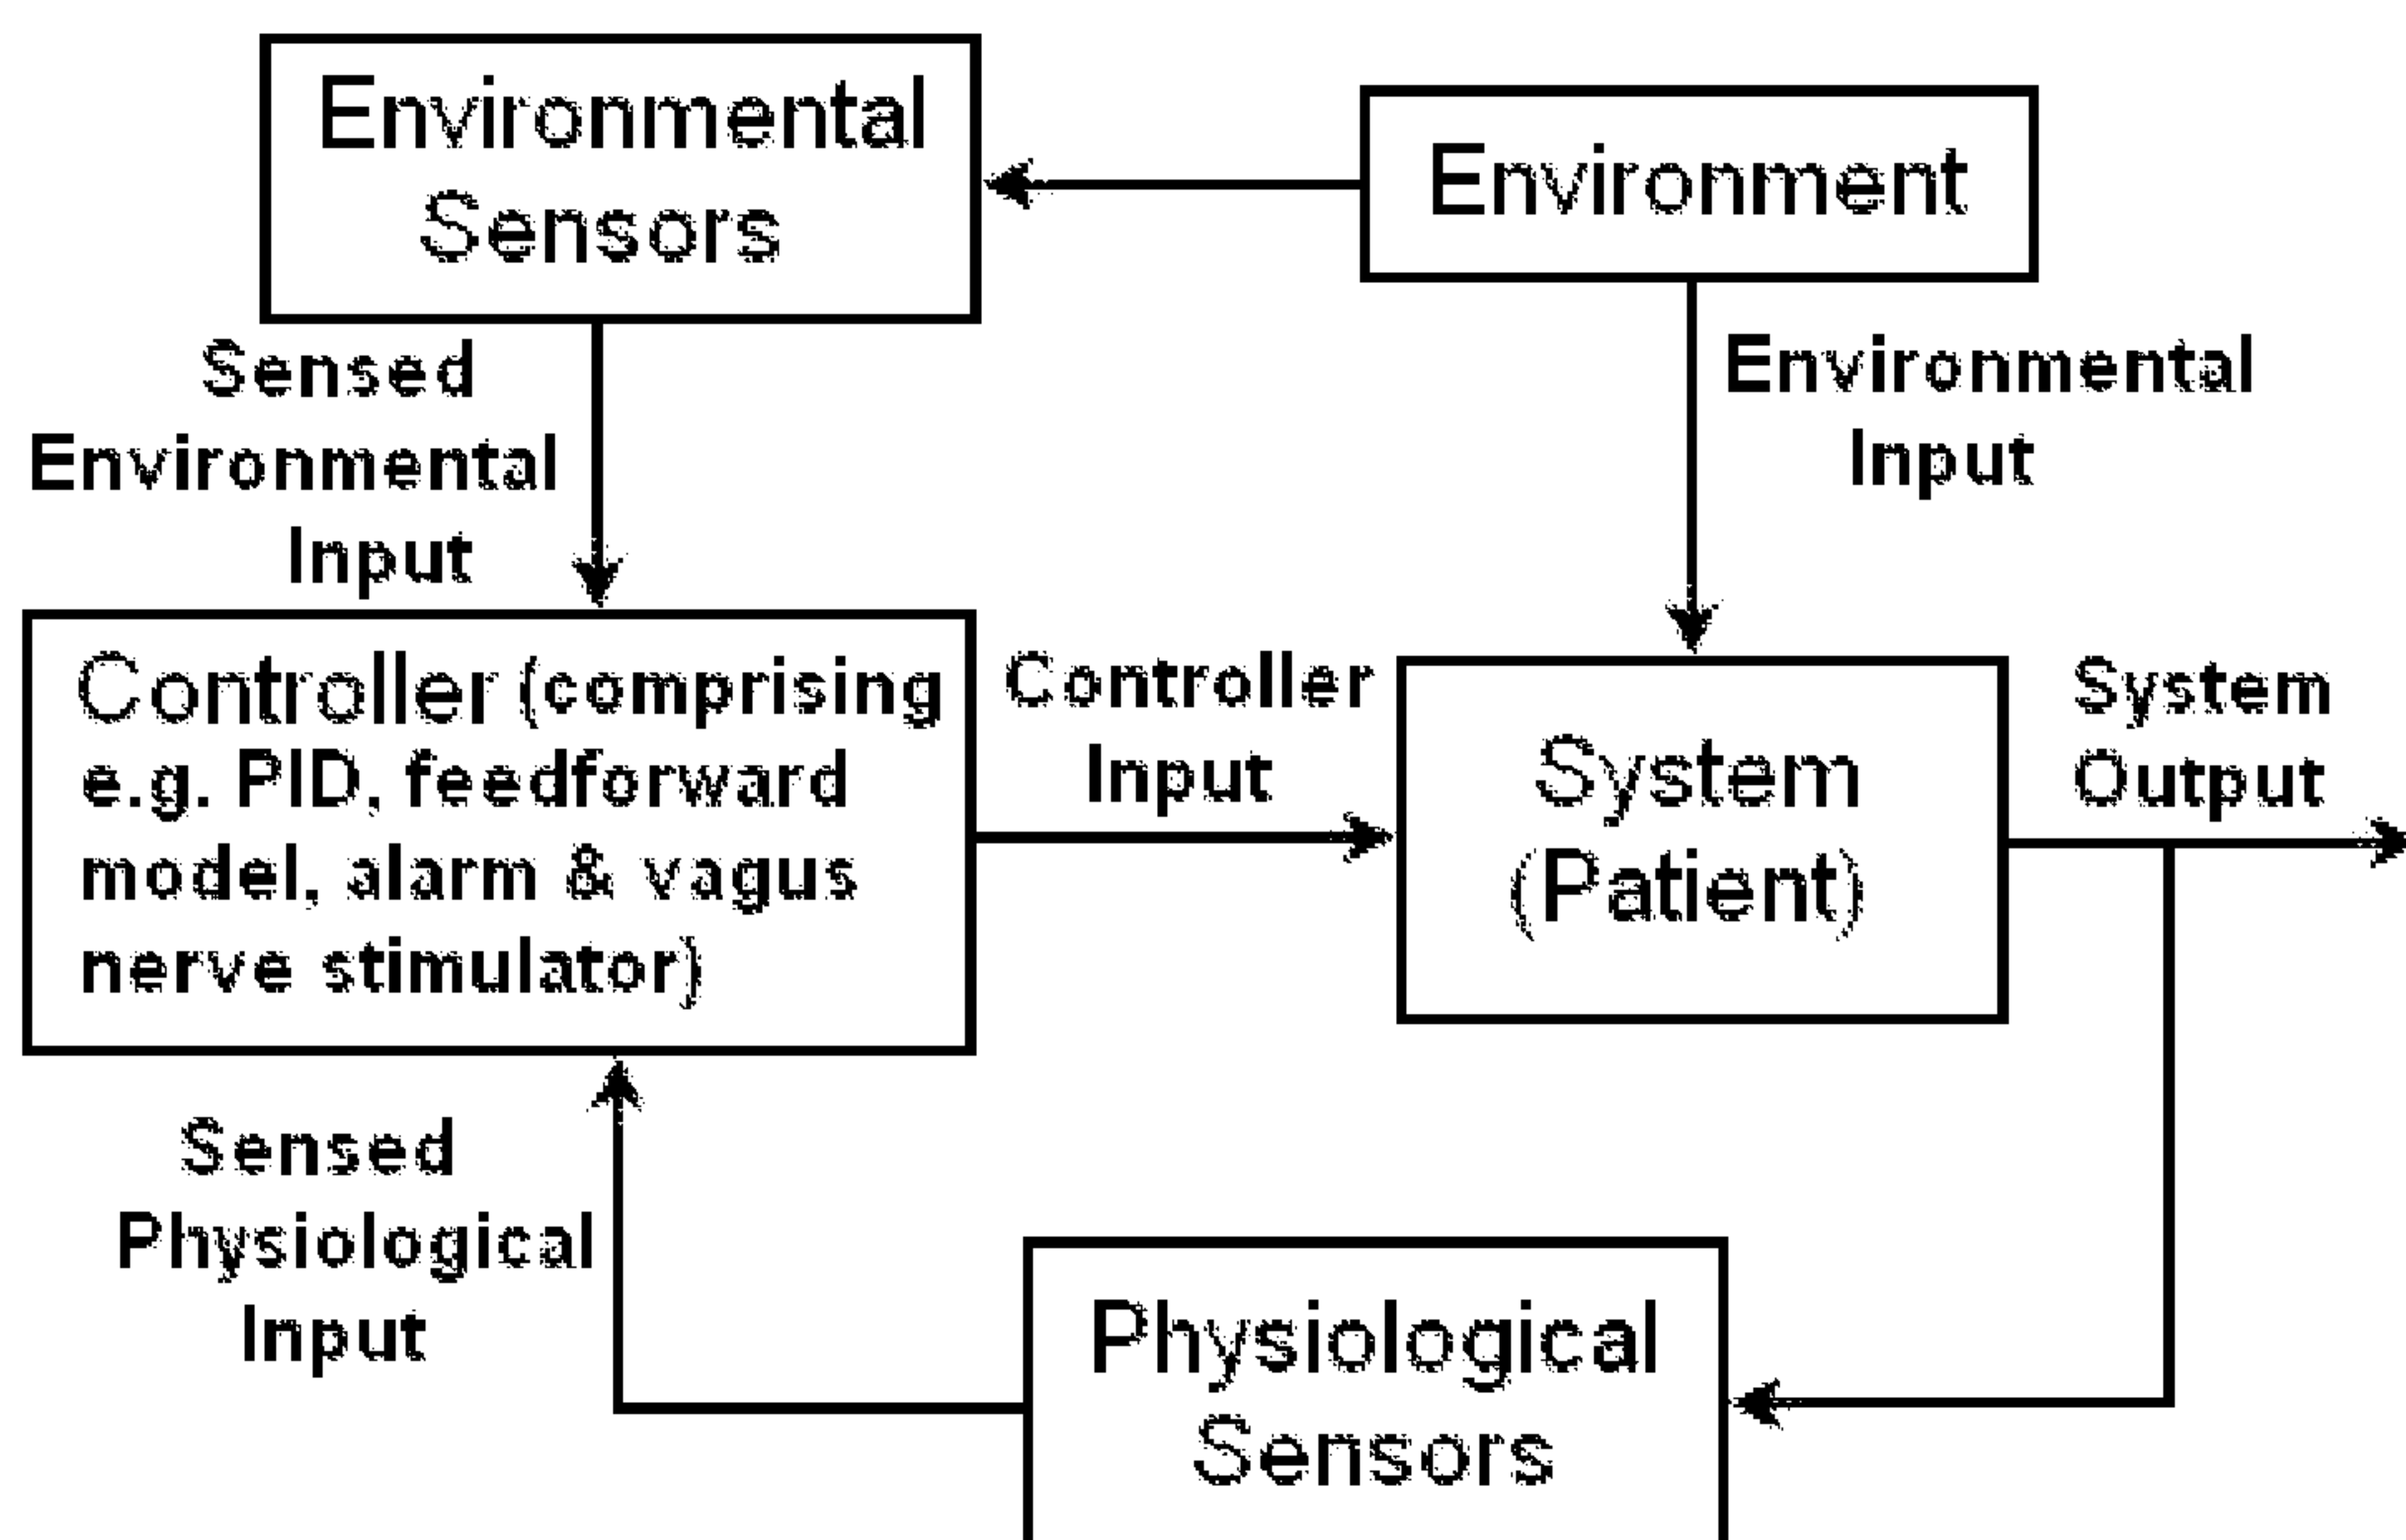 Environmental
Sensors
Environment
Sensed
Environmental
Input
Environmental
Input
Controller (comprising
e.g. PID, feedforward
model, alarm & vagus
nerve stimulator)
Controller
Input
System
(Patient)
System
Output
Sensed
Physiological
Input
Physiological
Sensors